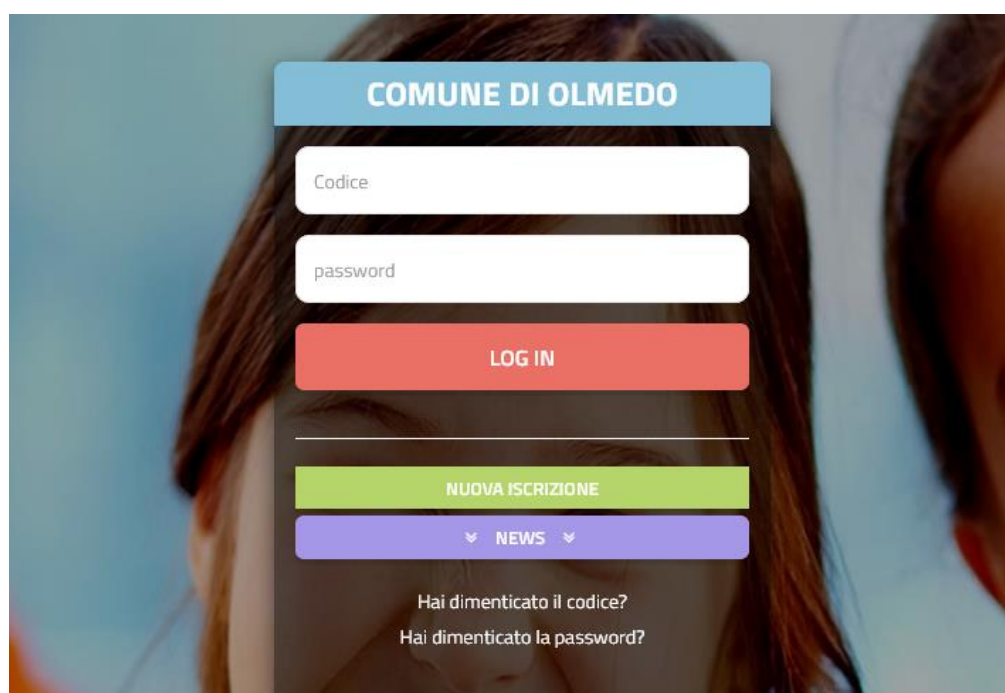 COMUNE DI OLMEDO
Codice
password
LOG IN
NUOVA ISCRIZIONE
NEWS
Hai dimenticato il codice?
Hai dimenticato la password?